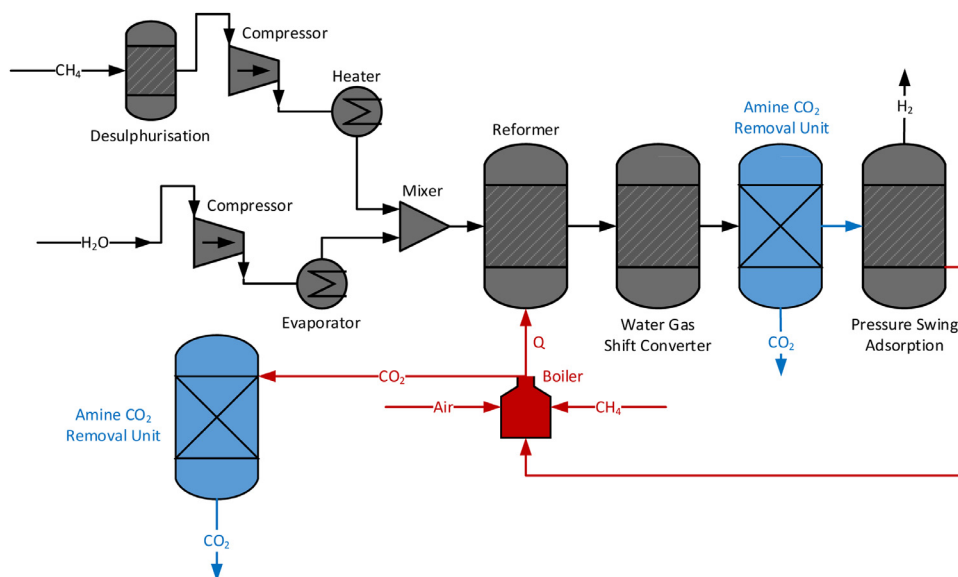 Compressor
CH₄
Desulphurisation
Heater
Amine CO₂
Removal Unit
H₂
Reformer
Mixer
Compressor
H₂O
Evaporator
Water Gas
Shift Converter
CO₂
Pressure Swing
Adsorption
Q
CO₂
Boiler
Air
CH₄
Amine CO₂
Removal Unit
CO₂